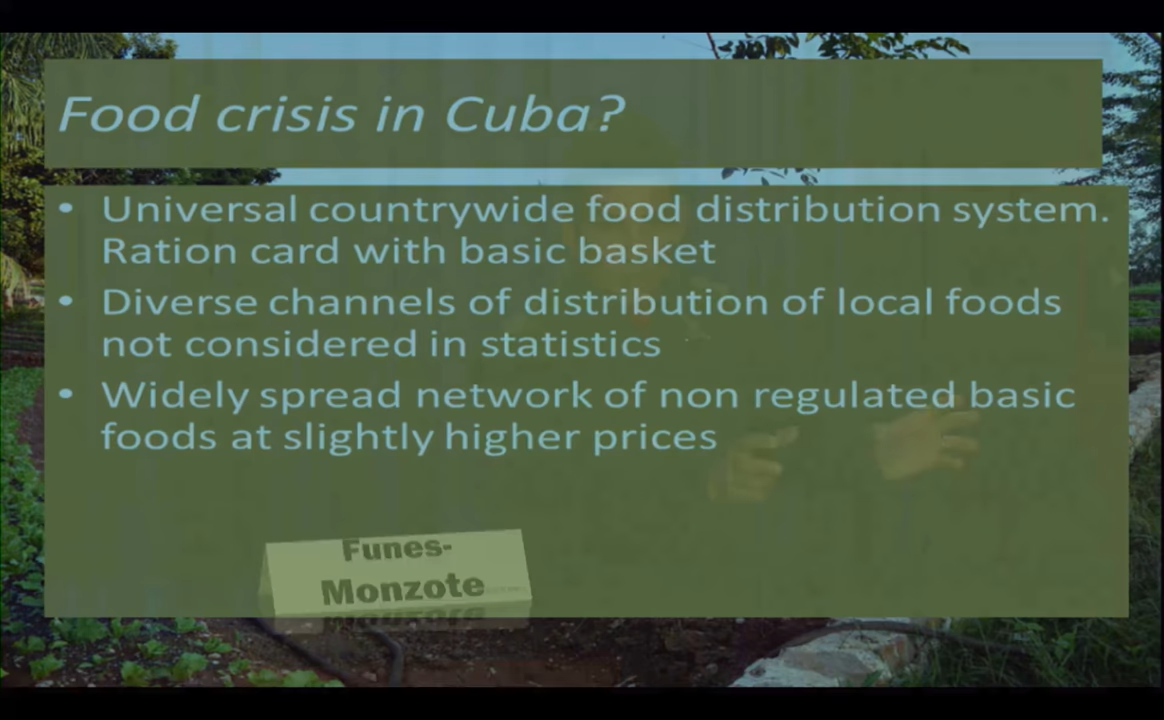 Food crisis in Cuba?
• Universal countrywide food distribution system.
Ration card with basic basket
• Diverse channels of distribution of local foods
not considered in statistics
• Widely spread network of non regulated basic
foods at slightly higher prices
Funes-
Monzote